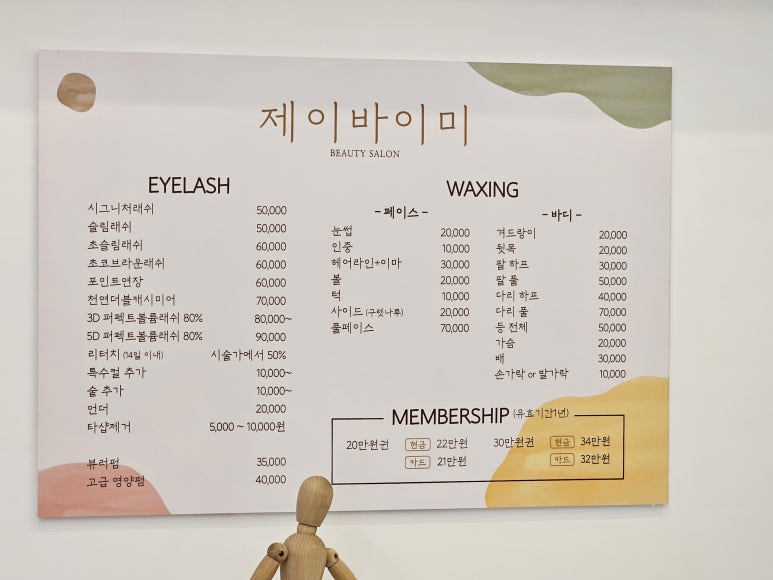 제이바이미
BEAUTY SALON
EYELASH
시그니처래쉬 50,000
슬림래쉬 50,000
초슬림래쉬 60,000
초코브라운래쉬 60,000
포인트연장 60,000
천연더블캐시미어 70,000
3D 퍼펙트볼륨래쉬 80% 80,000~
5D 퍼펙트볼륨래쉬 80% 90,000
리터치 (14일 이내) 시술가에서 50%
특수컬 추가 10,000~
숱 추가 10,000~
언더 20,000
타샵제거 5,000 ~ 10,000원
뷰러펌 35,000
고급 영양펌 40,000
WAXING
- 페이스 -
눈썹 20,000
인중 10,000
헤어라인+이마 30,000
볼 20,000
턱 10,000
사이드 (구렛나루) 20,000
풀페이스 70,000
- 바디 -
겨드랑이 20,000
뒷목 20,000
팔 하프 30,000
팔 풀 50,000
다리 하프 40,000
다리 풀 70,000
등 전체 50,000
가슴 20,000
배 30,000
손가락 or 발가락 10,000
MEMBERSHIP (유효기간1년)
20만원권 현금 22만원 30만원권 현금 34만원
카드 21만원 카드 32만원